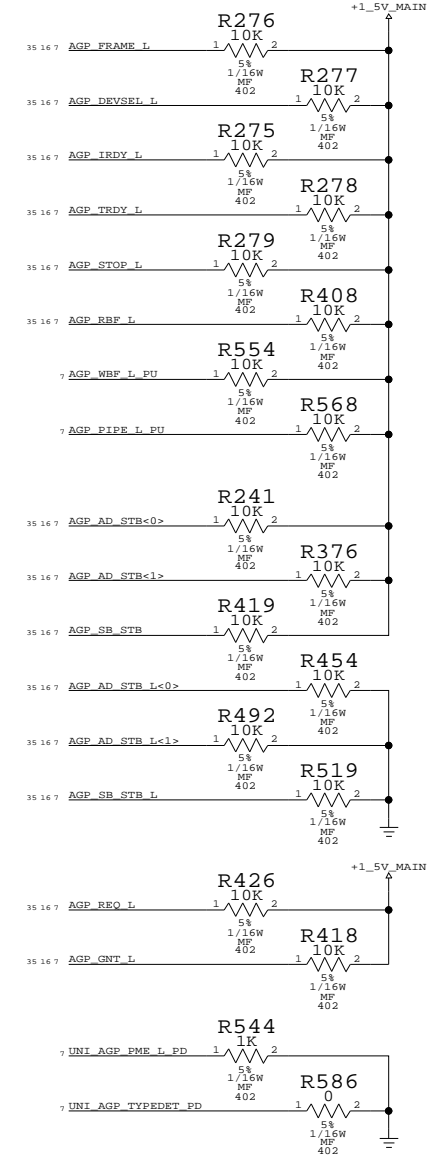 +1_5V_MAIN
R276
10K
35 16 7 AGP_FRAME_L 1 2
5%
1/16W
MF
402
R277
10K
35 16 7 AGP_DEVSEL_L 1 2
5%
1/16W
MF
402
R275
10K
35 16 7 AGP_IRDY_L 1 2
5%
1/16W
MF
402
R278
10K
35 16 7 AGP_TRDY_L 1 2
5%
1/16W
MF
402
R279
10K
35 16 7 AGP_STOP_L 1 2
5%
1/16W
MF
402
R408
10K
35 16 7 AGP_RBF_L 1 2
5%
1/16W
MF
402
R554
10K
7 AGP_WBF_L_PU 1 2
5%
1/16W
MF
402
R568
10K
7 AGP_PIPE_L_PU 1 2
5%
1/16W
MF
402
R241
10K
35 16 7 AGP_AD_STB<0> 1 2
5%
1/16W
MF
402
R376
10K
35 16 7 AGP_AD_STB<1> 1 2
5%
1/16W
MF
402
R419
10K
35 16 7 AGP_SB_STB 1 2
5%
1/16W
MF
402
R454
10K
35 16 7 AGP_AD_STB_L<0> 1 2
5%
1/16W
MF
402
R492
10K
35 16 7 AGP_AD_STB_L<1> 1 2
5%
1/16W
MF
402
R519
10K
35 16 7 AGP_SB_STB_L 1 2
5%
1/16W
MF
402
+1_5V_MAIN
R426
10K
35 16 7 AGP_REQ_L 1 2
5%
1/16W
MF
402
R418
10K
35 16 7 AGP_GNT_L 1 2
5%
1/16W
MF
402
R544
1K
7 UNI_AGP_PME_L_PD 1 2
5%
1/16W
MF
402
R586
0
7 UNI_AGP_TYPEDET_PD 1 2
5%
1/16W
MF
402